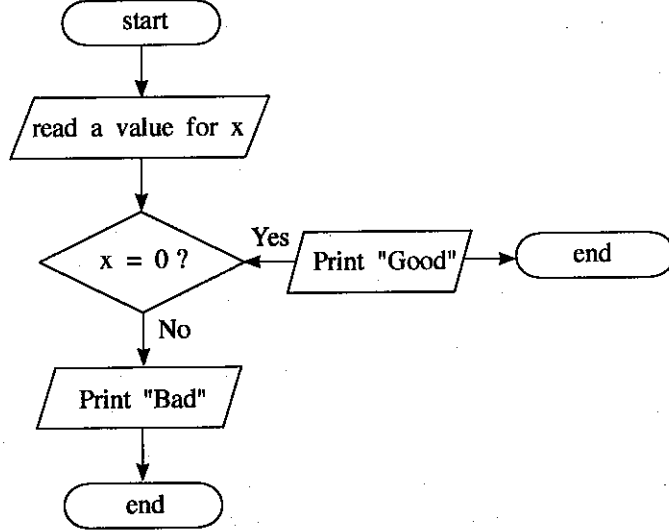 start
read a value for x
x = 0 ?
Yes
Print "Good"
end
No
Print "Bad"
end